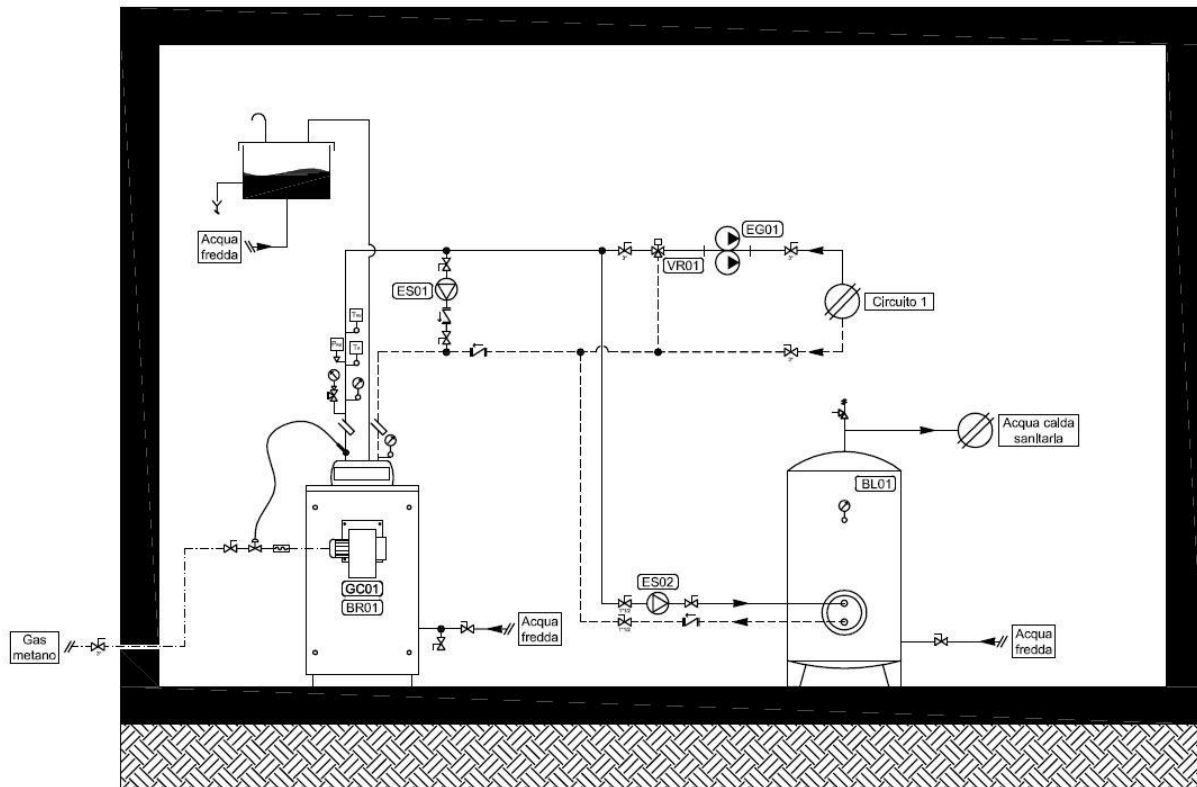 Acqua
fredda
EG01
VR01
ES01
Circuito 1
Acqua calda
sanitaria
BL01
GC01
BR01
ES02
Acqua
fredda
Acqua
fredda
Gas
metano